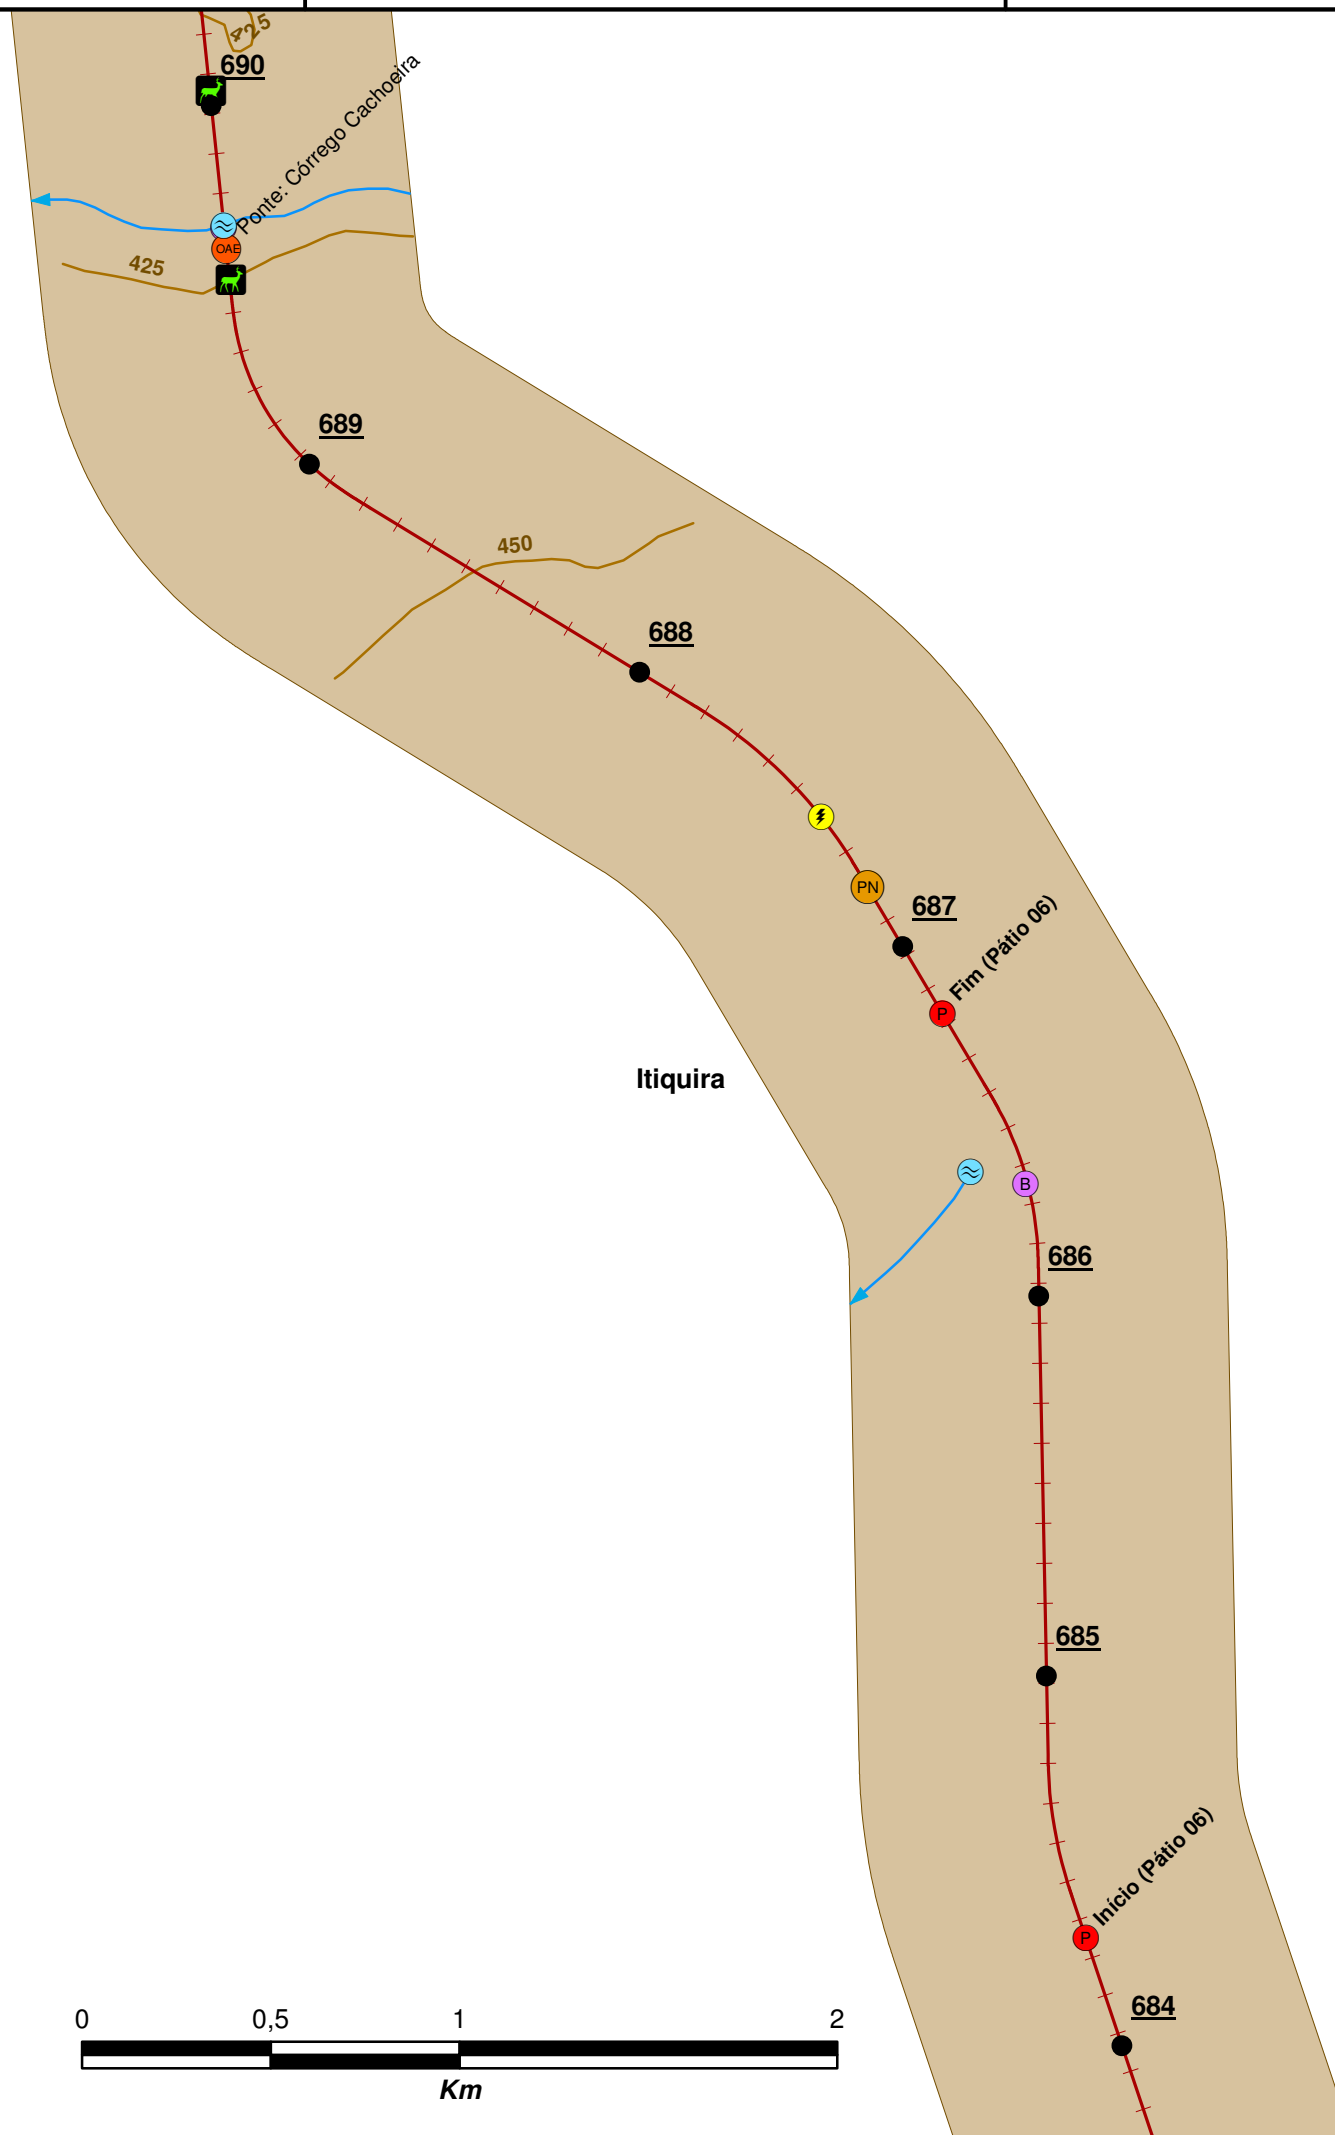 425
690
Ponte: Córrego Cachoeira
OAE
425
689
450
688
PN
687
Fim (Pátio 06)
P
Itiquira
B
686
685
Início (Pátio 06)
P
684
0 0,5 1 2
Km